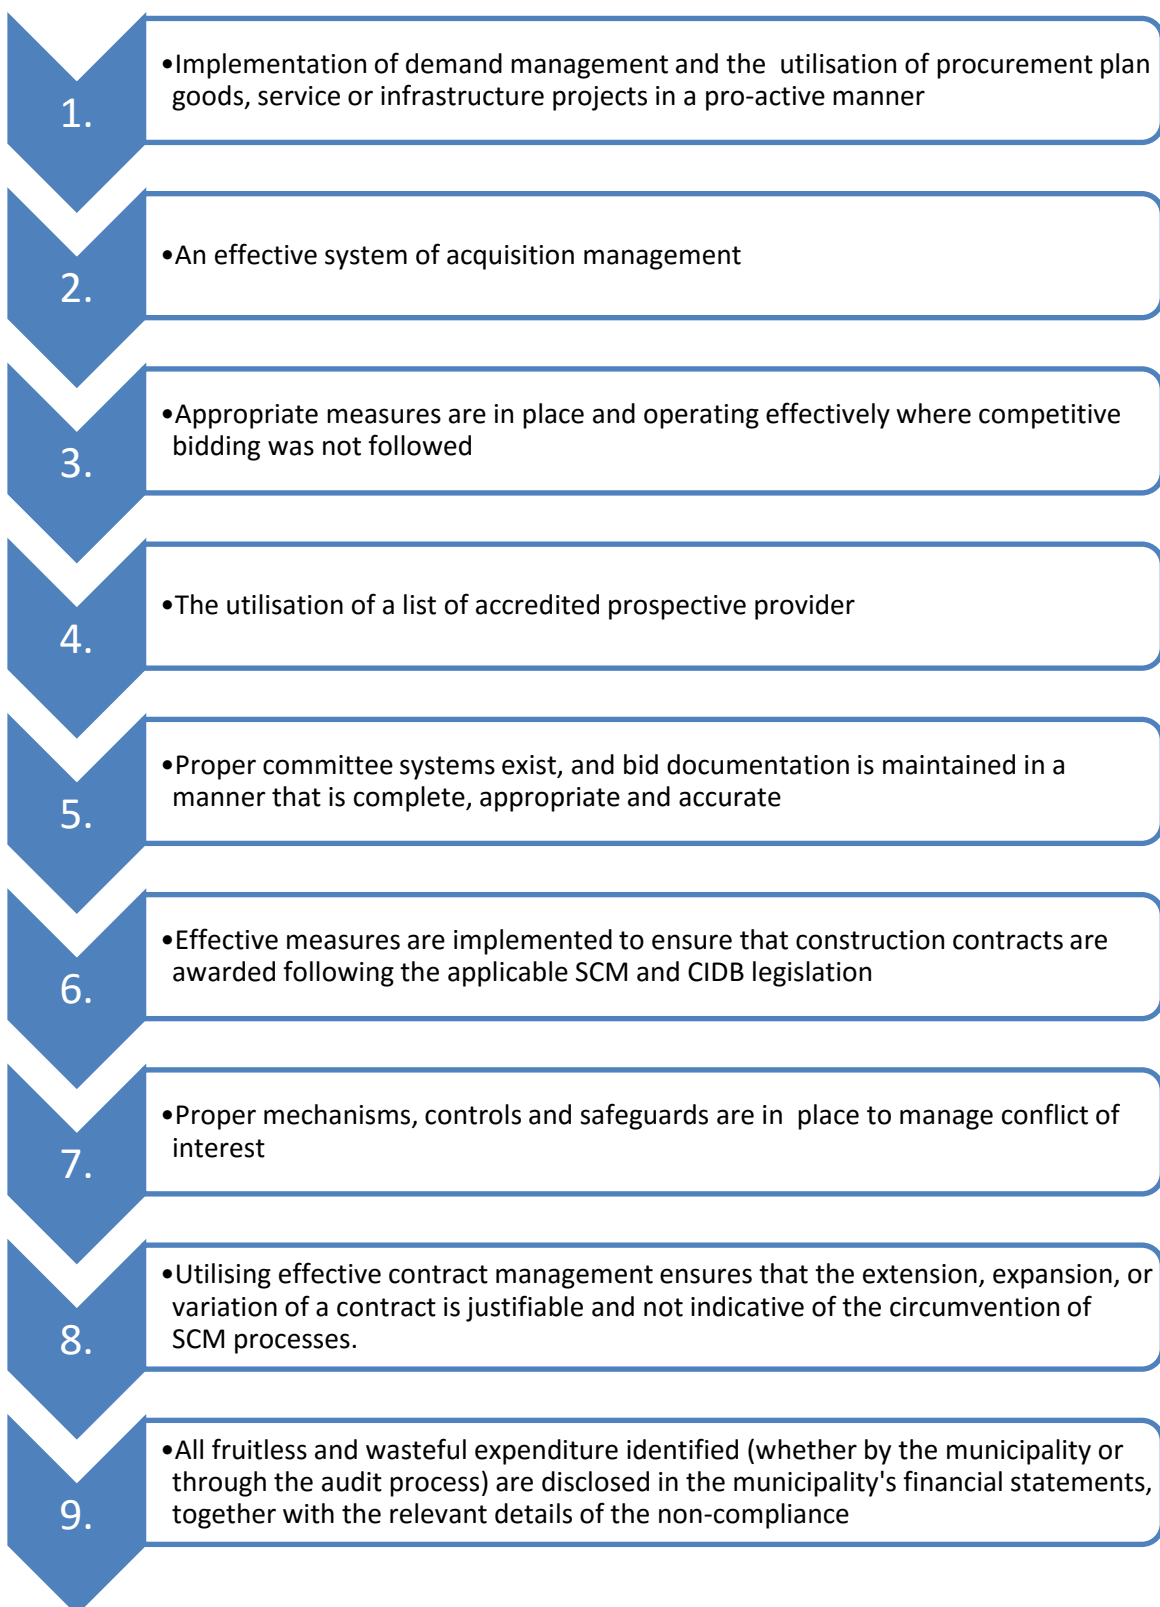 1.
•Implementation of demand management and the utilisation of procurement plan
goods, service or infrastructure projects in a pro-active manner
2.
•An effective system of acquisition management
3.
•Appropriate measures are in place and operating effectively where competitive
bidding was not followed
4.
•The utilisation of a list of accredited prospective provider
5.
•Proper committee systems exist, and bid documentation is maintained in a
manner that is complete, appropriate and accurate
6.
•Effective measures are implemented to ensure that construction contracts are
awarded following the applicable SCM and CIDB legislation
7.
•Proper mechanisms, controls and safeguards are in place to manage conflict of
interest
8.
•Utilising effective contract management ensures that the extension, expansion, or
variation of a contract is justifiable and not indicative of the circumvention of
SCM processes.
9.
•All fruitless and wasteful expenditure identified (whether by the municipality or
through the audit process) are disclosed in the municipality's financial statements,
together with the relevant details of the non-compliance